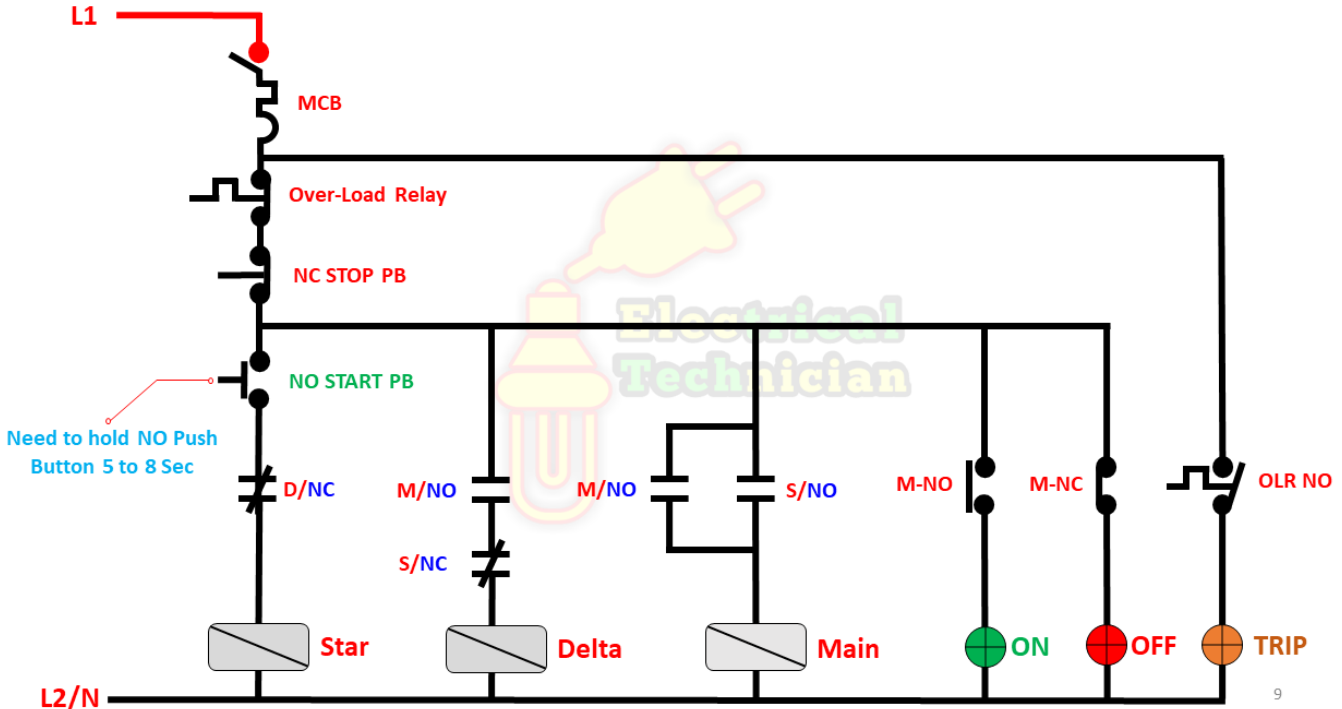 L1
MCB
Over-Load Relay
NC STOP PB
Electrical
Technician
NO START PB
Need to hold NO Push
Button 5 to 8 Sec
D/NC
M/NO
S/NC
M/NO
S/NO
M-NO
M-NC
OLR NO
Star
Delta
Main
ON
OFF
TRIP
L2/N
9